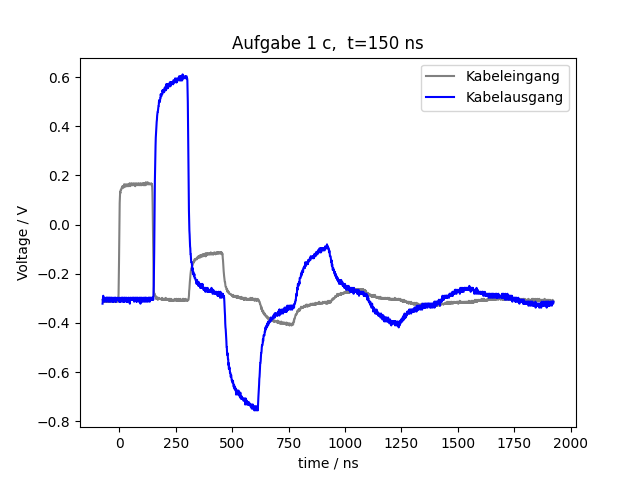 Aufgabe 1 c,  t=150 ns
Kabeleingang
Kabelausgang
Voltage / V
0.6
0.4
0.2
0.0
−0.2
−0.4
−0.6
−0.8
0 250 500 750 1000 1250 1500 1750 2000
time / ns